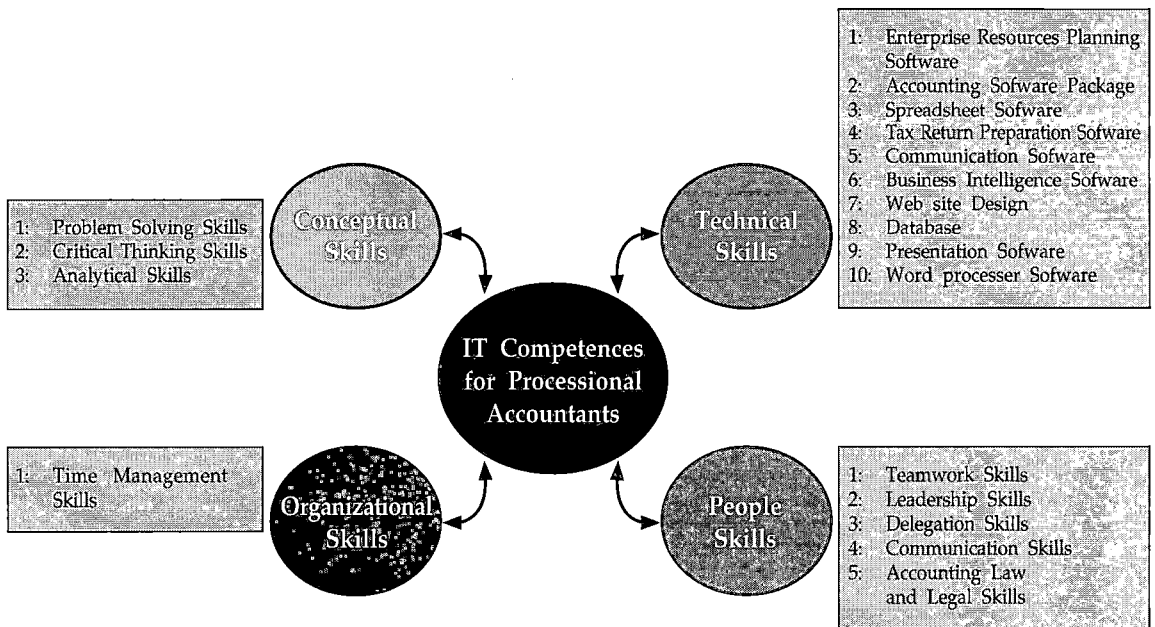 1: Problem Solving Skills
2: Critical Thinking Skills
3: Analytical Skills
Conceptual
Skills
Technical
Skills
1: Enterprise Resources Planning
Software
2: Accounting Sofware Package
3: Spreadsheet Sofware
4: Tax Return Preparation Sofware
5: Communication Sofware
6: Business Intelligence Sofware
7: Web site Design
8: Database
9: Presentation Sofware
10: Word processer Sofware
IT Competences
for Processional
Accountants
1: Time Management
Skills
Organizational
Skills
People
Skills
1: Teamwork Skills
2: Leadership Skills
3: Delegation Skills
4: Communication Skills
5: Accounting Law
and Legal Skills